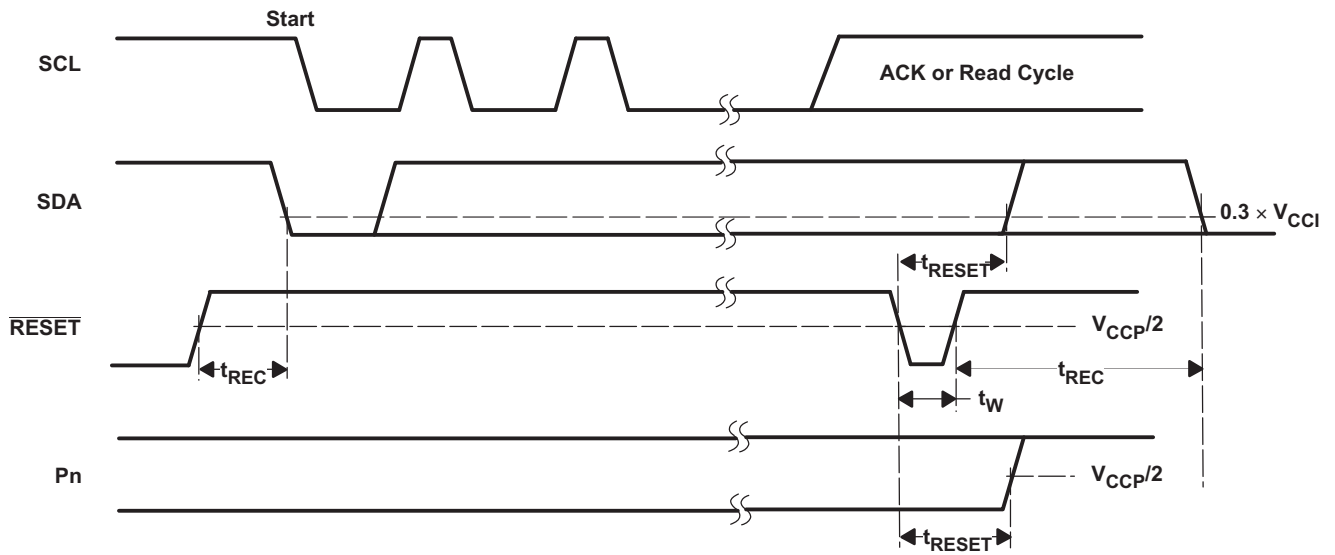 Start
SCL
ACK or Read Cycle
SDA
0.3 × VCCI
tRESET
RESET
VCCP/2
tREC
tREC
tW
Pn
VCCP/2
tRESET